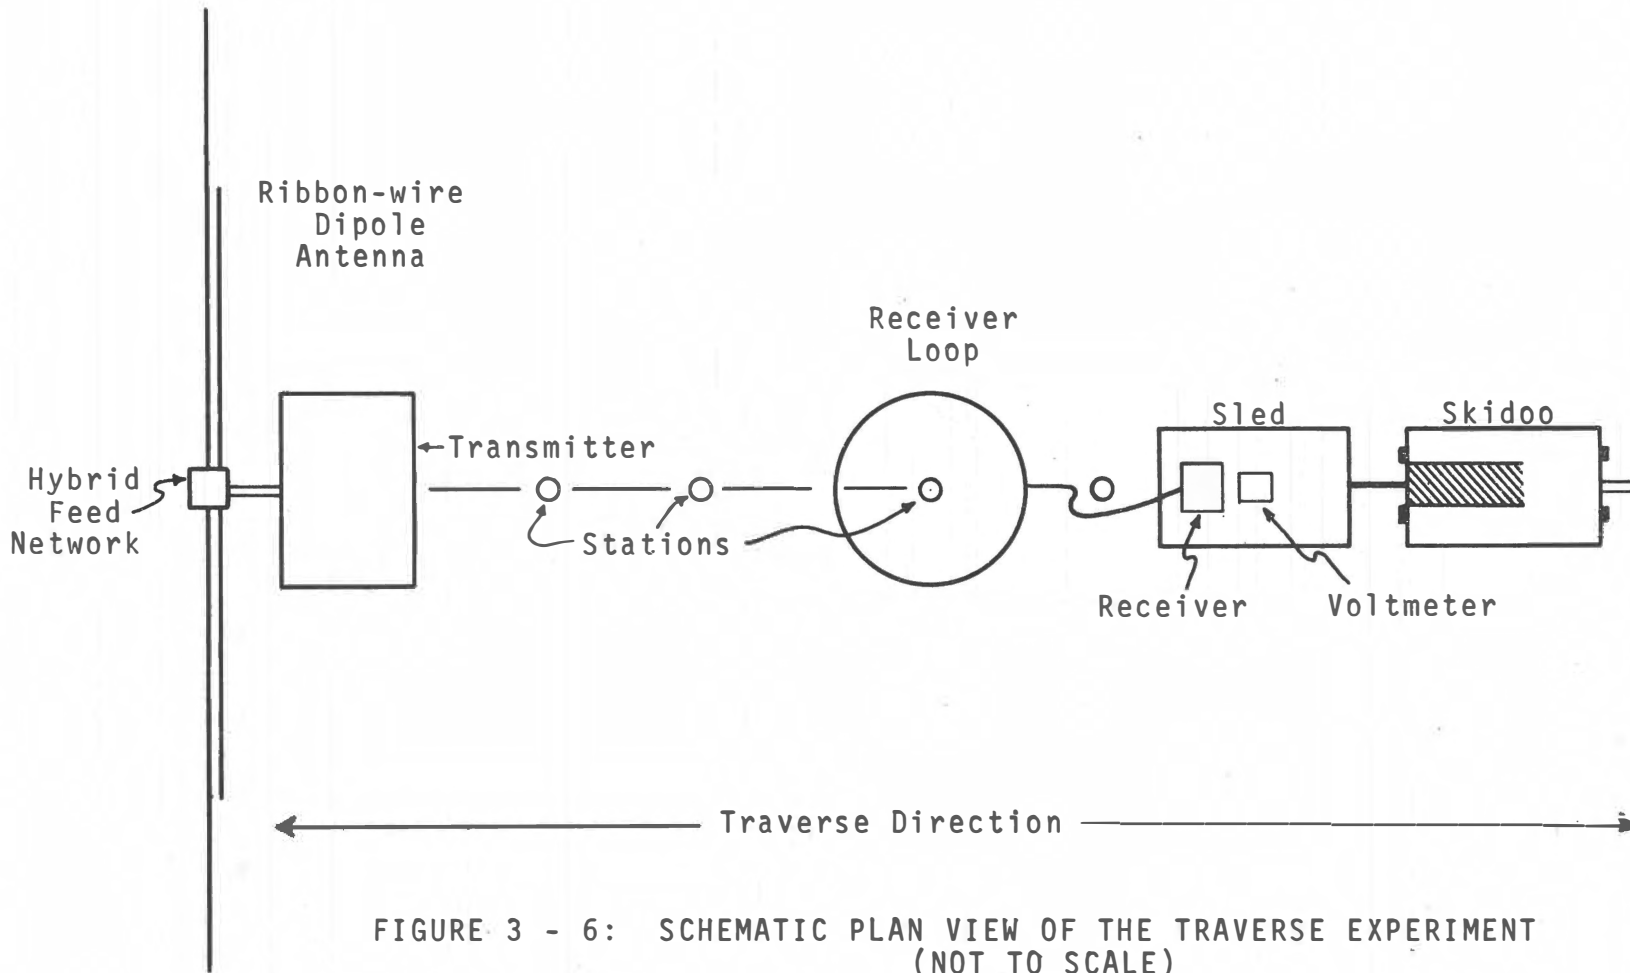 Ribbon-wire
Dipole
Antenna
Receiver
Loop
Sled
Skidoo
Transmitter
Hybrid
Feed
Network
Stations
Receiver
Voltmeter
Traverse Direction
FIGURE 3 - 6: SCHEMATIC PLAN VIEW OF THE TRAVERSE EXPERIMENT
(NOT TO SCALE)